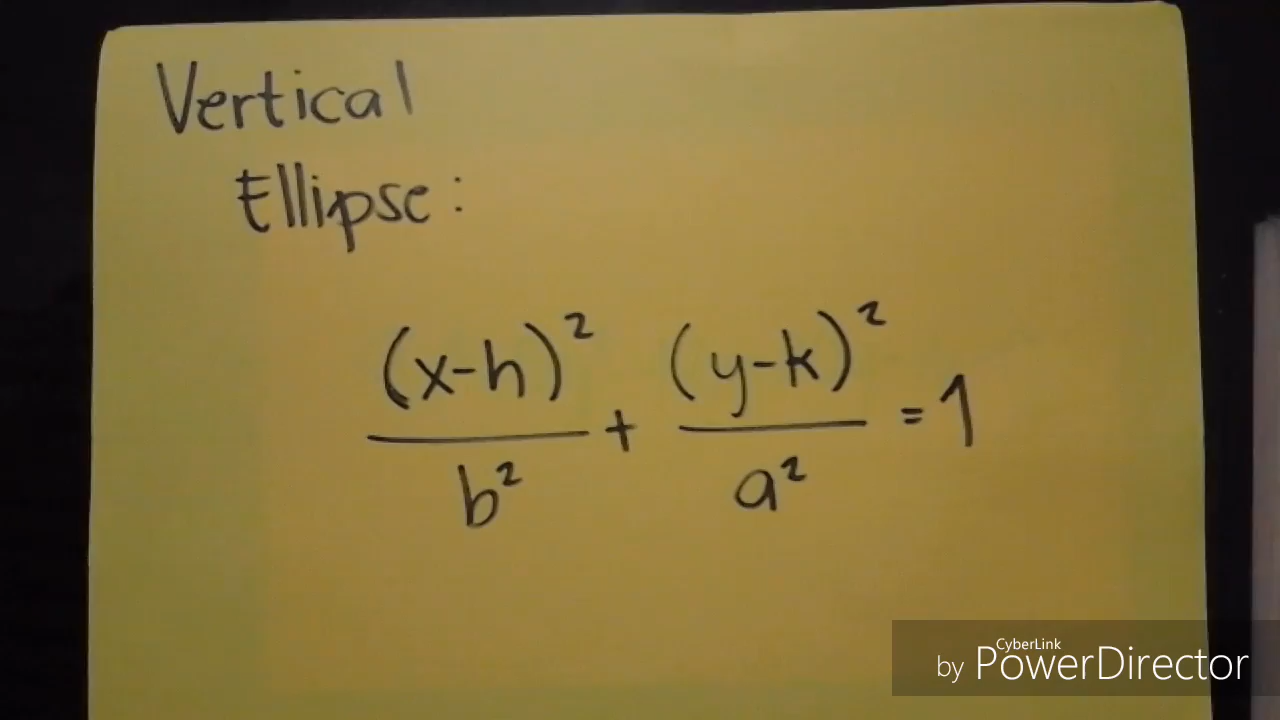 Vertical
Ellipse:
(x-h)² / b² + (y-k)² / a² = 1
CyberLink
by PowerDirector